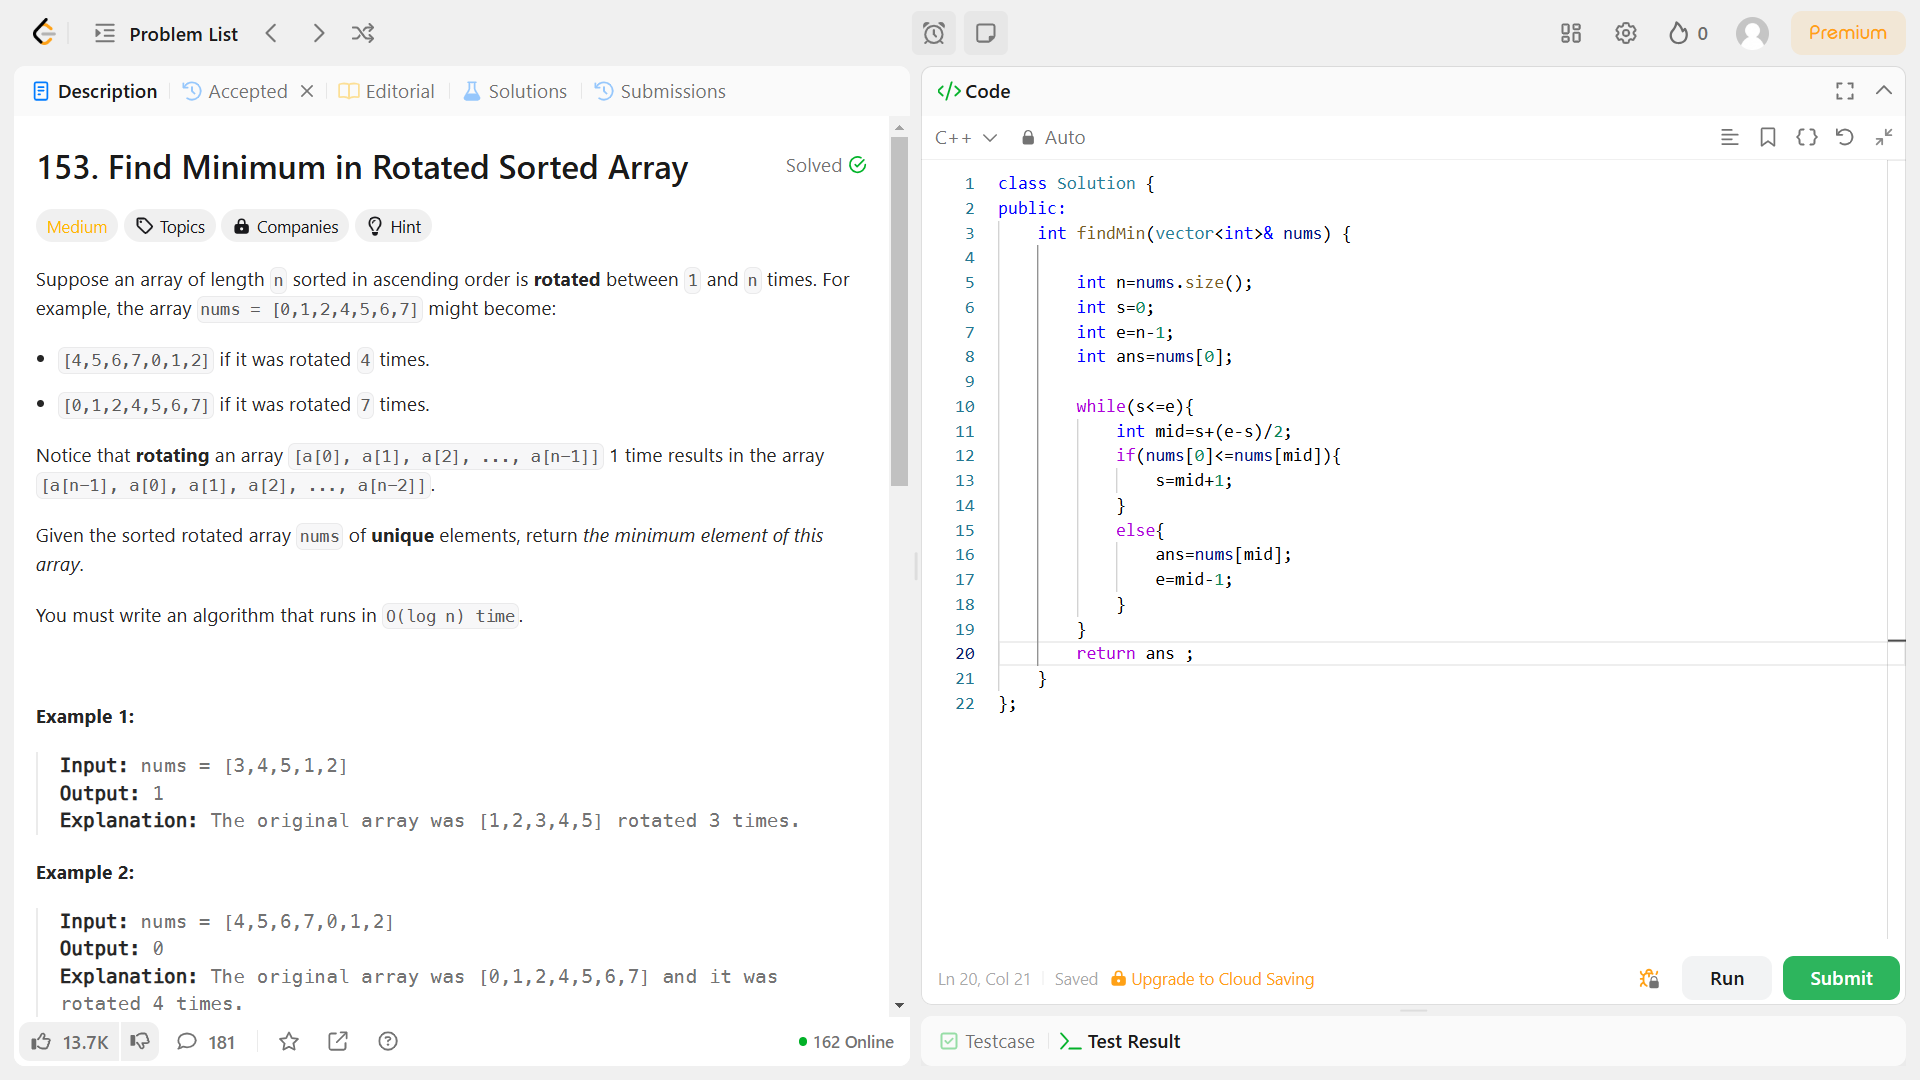 Problem List
0
Premium
Description
Accepted
Editorial
Solutions
Submissions
153. Find Minimum in Rotated Sorted Array
Solved
Medium
Topics
Companies
Hint
Suppose an array of length n sorted in ascending order is rotated between 1 and n times. For
example, the array nums = [0,1,2,4,5,6,7] might become:
• [4,5,6,7,0,1,2] if it was rotated 4 times.
• [0,1,2,4,5,6,7] if it was rotated 7 times.
Notice that rotating an array [a[0], a[1], a[2], ..., a[n-1]] 1 time results in the array
[a[n-1], a[0], a[1], a[2], ..., a[n-2]].
Given the sorted rotated array nums of unique elements, return the minimum element of this
array.
You must write an algorithm that runs in O(log n) time.
Example 1:
Input: nums = [3,4,5,1,2]
Output: 1
Explanation: The original array was [1,2,3,4,5] rotated 3 times.
Example 2:
Input: nums = [4,5,6,7,0,1,2]
Output: 0
Explanation: The original array was [0,1,2,4,5,6,7] and it was
rotated 4 times.
13.7K
181
162 Online
</> Code
C++
Auto
1 class Solution {
2 public:
3     int findMin(vector<int>& nums) {
4
5         int n=nums.size();
6         int s=0;
7         int e=n-1;
8         int ans=nums[0];
9
10         while(s<=e){
11             int mid=s+(e-s)/2;
12             if(nums[0]<=nums[mid]){
13                 s=mid+1;
14             }
15             else{
16                 ans=nums[mid];
17                 e=mid-1;
18             }
19         }
20         return ans ;
21     }
22 };
Ln 20, Col 21
Saved
Upgrade to Cloud Saving
Run
Submit
Testcase
Test Result